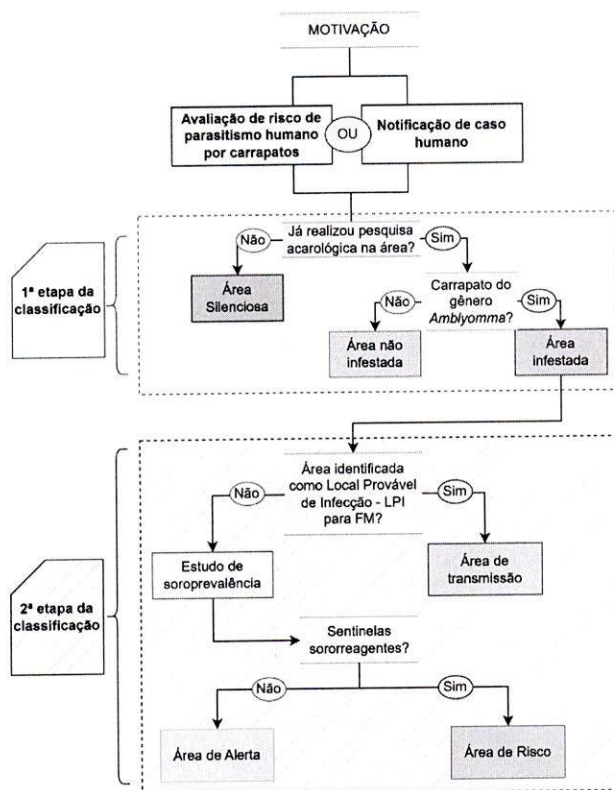 MOTIVAÇÃO
Avaliação de risco de
parasitismo humano
por carrapatos
OU
Notificação de caso
humano
1ª etapa da
classificação
Já realizou pesquisa
acarológica na área?
Não
Sim
Área
Silenciosa
Carrapato do
gênero
Amblyomma?
Não
Sim
Área não
infestada
Área
infestada
2ª etapa da
classificação
Área identificada
como Local Provável
de Infecção - LPI
para FM?
Não
Sim
Estudo de
soroprevalência
Área de
transmissão
Sentinelas
sororreagentes?
Não
Sim
Área de Alerta
Área de Risco